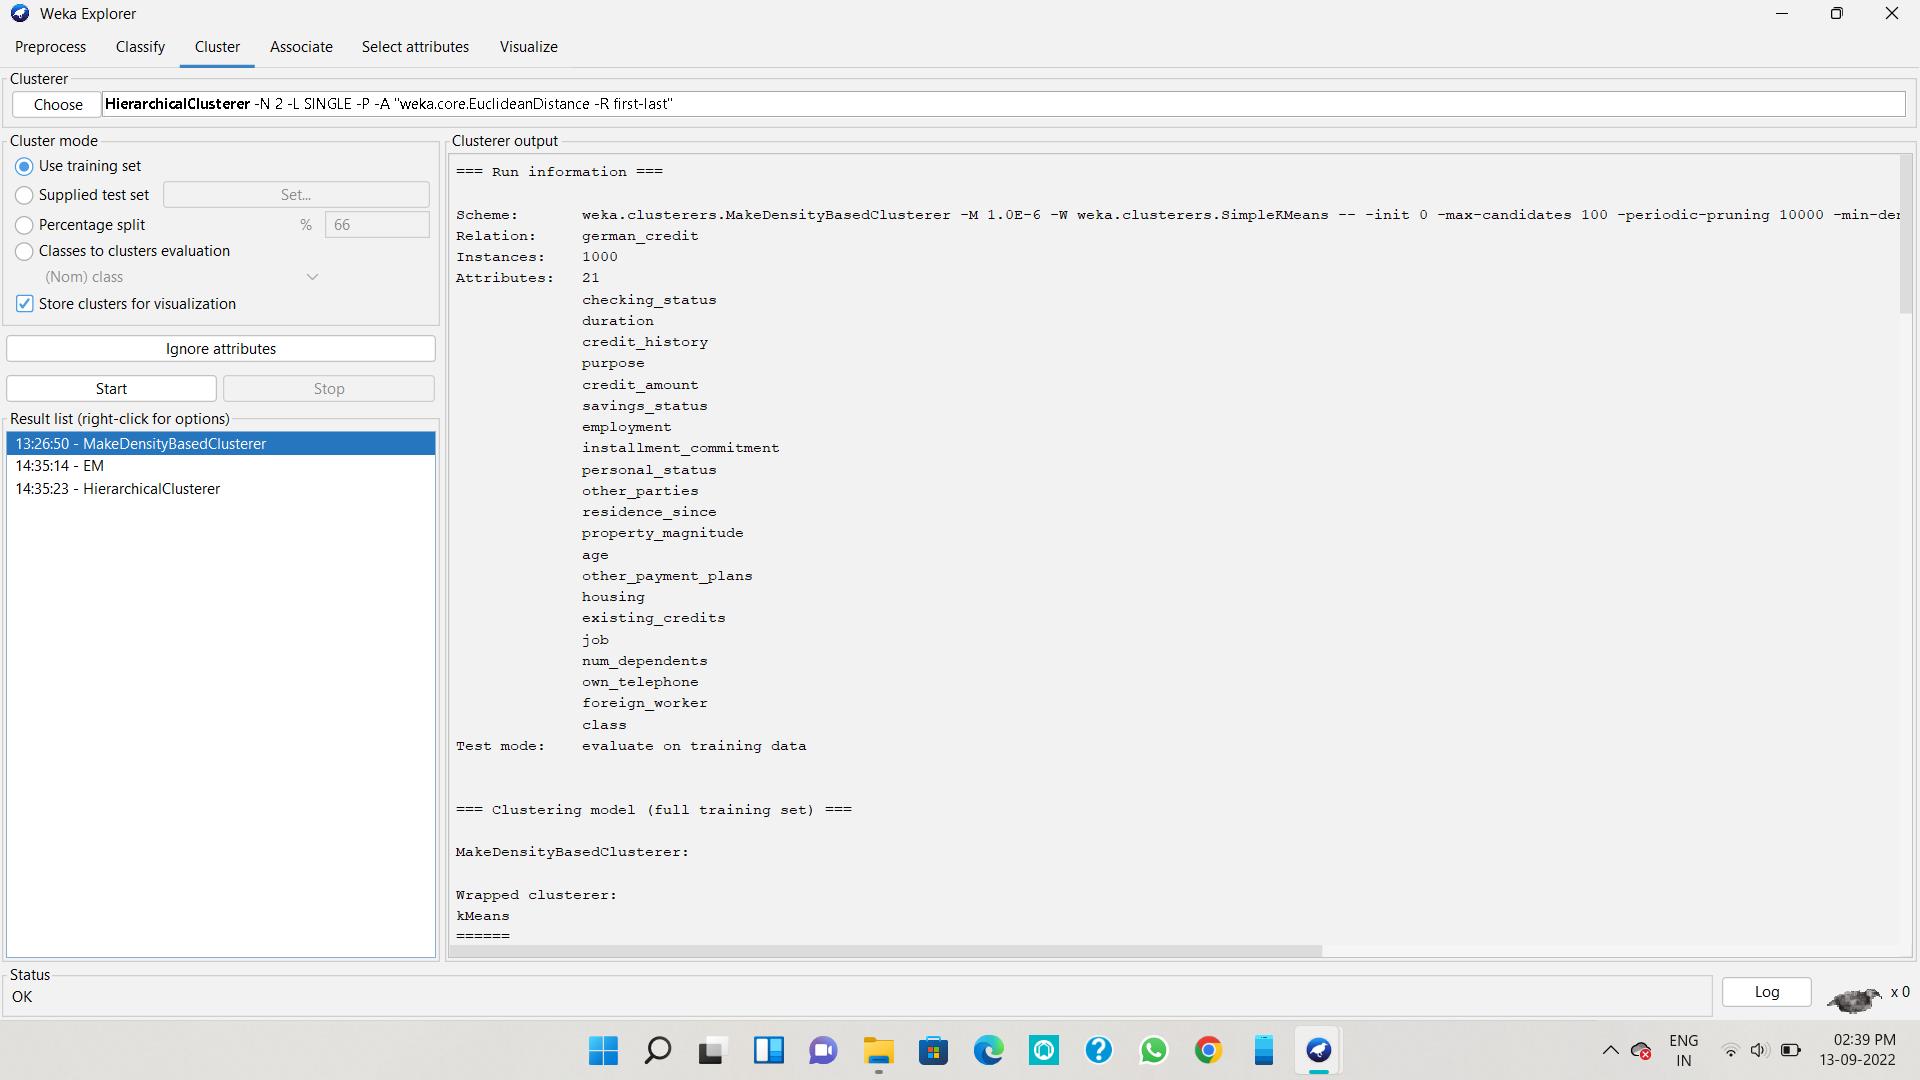 Weka Explorer
Preprocess Classify Cluster Associate Select attributes Visualize
Clusterer
Choose HierarchicalClusterer -N 2 -L SINGLE -P -A "weka.core.EuclideanDistance -R first-last"
Cluster mode
Use training set
Supplied test set Set...
Percentage split % 66
Classes to clusters evaluation
(Nom) class
Store clusters for visualization
Ignore attributes
Start Stop
Result list (right-click for options)
13:26:50 - MakeDensityBasedClusterer
14:35:14 - EM
14:35:23 - HierarchicalClusterer
Clusterer output
=== Run information ===
Scheme: weka.clusterers.MakeDensityBasedClusterer -M 1.0E-6 -W weka.clusterers.SimpleKMeans -- -init 0 -max-candidates 100 -periodic-pruning 10000 -min-der
Relation: german_credit
Instances: 1000
Attributes: 21
checking_status
duration
credit_history
purpose
credit_amount
savings_status
employment
installment_commitment
personal_status
other_parties
residence_since
property_magnitude
age
other_payment_plans
housing
existing_credits
job
num_dependents
own_telephone
foreign_worker
class
Test mode: evaluate on training data
=== Clustering model (full training set) ===
MakeDensityBasedClusterer:
Wrapped clusterer:
kMeans
======
Status
OK
Log
x 0
ENG
IN
02:39 PM
13-09-2022